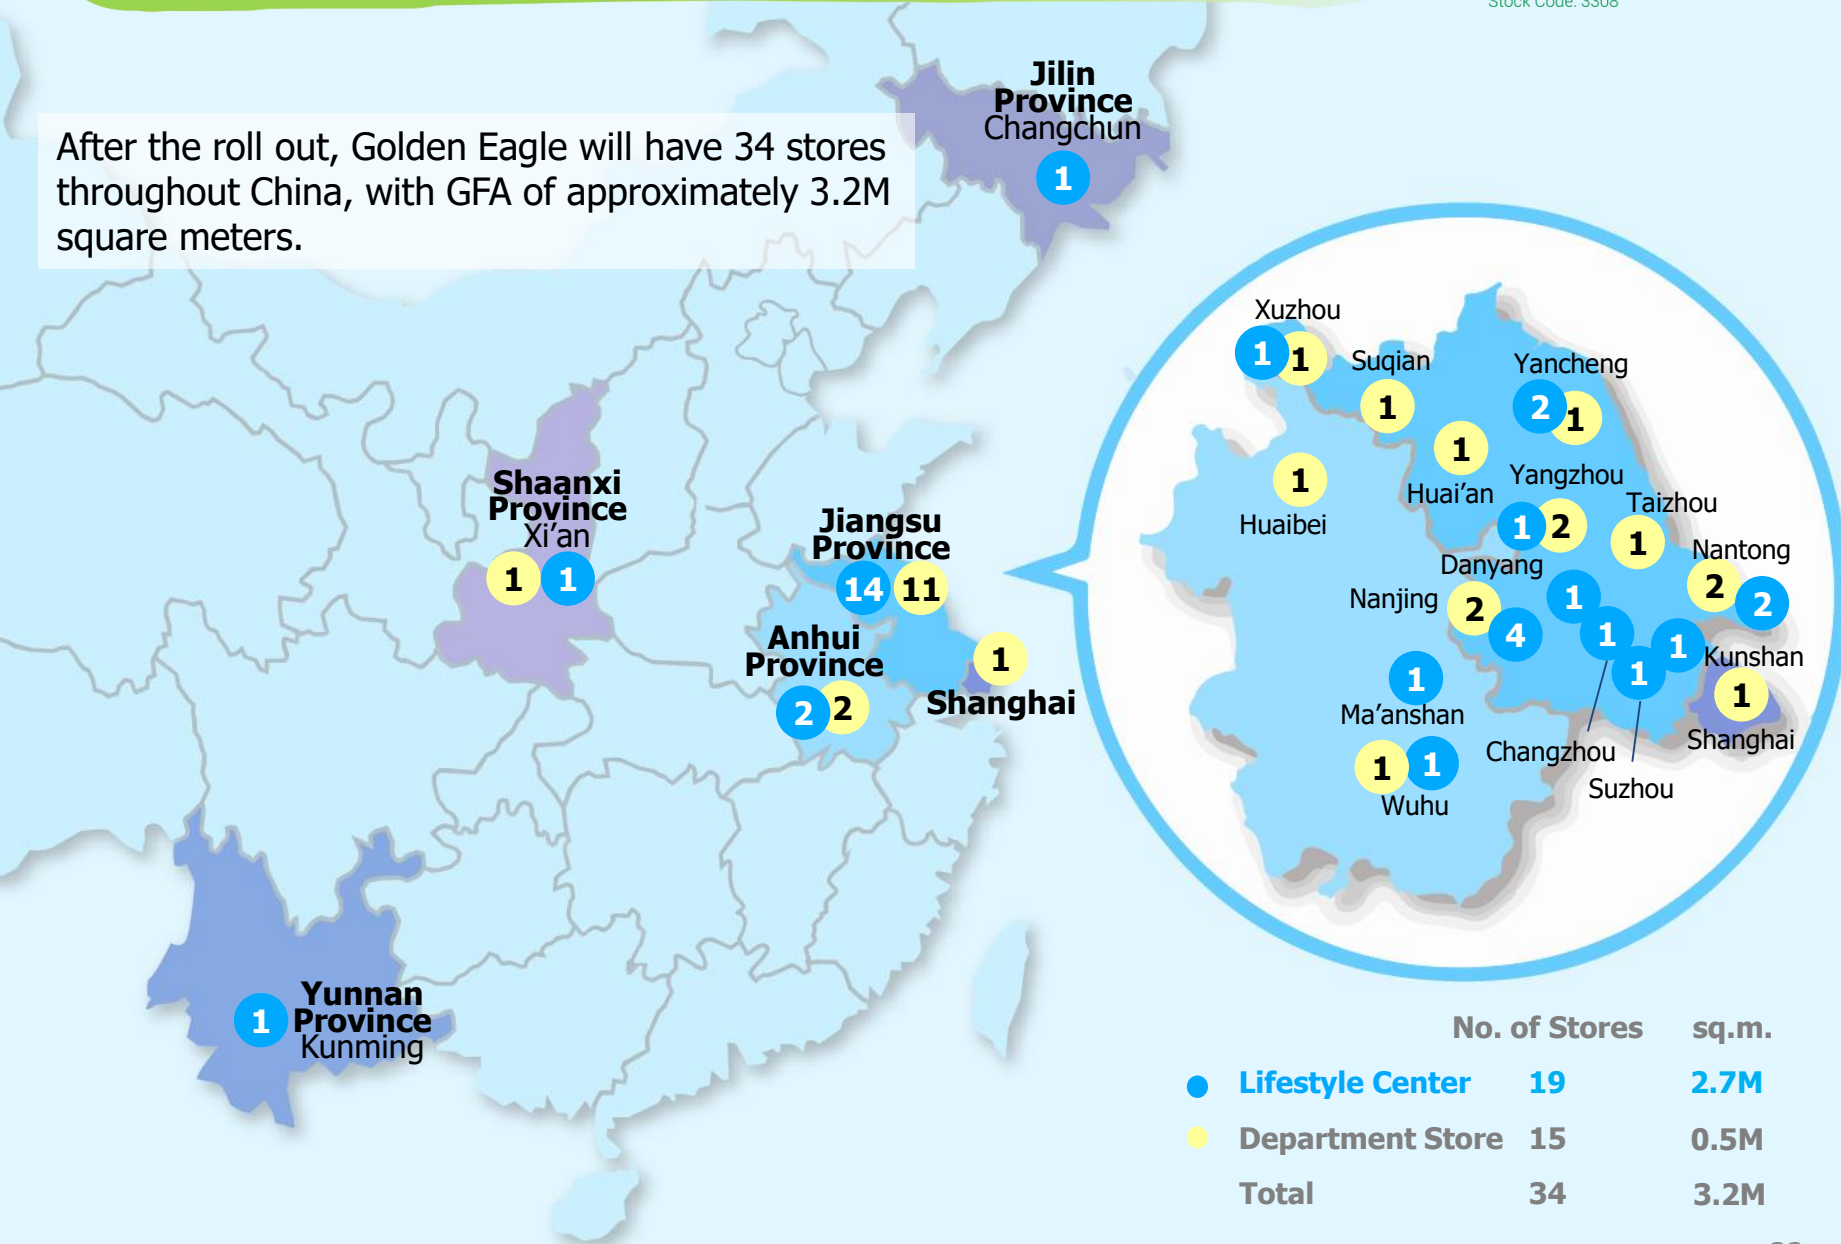 Stock Code: 3308
After the roll out, Golden Eagle will have 34 stores
throughout China, with GFA of approximately 3.2M
square meters.
Jilin
Province
Changchun
1
Shaanxi
Province
Xi’an
1 1
Jiangsu
Province
14 11
Anhui
Province
2 2
1
Shanghai
1
Yunnan
Province
Kunming
Xuzhou
1 1
Suqian
1
Yancheng
2 1
1
Huai’an
1
Huaibei
Yangzhou
1 2
Taizhou
1
Nantong
2 2
Danyang
1
Nanjing
2 4
1
1
1
Kunshan
1
Shanghai
1
Ma’anshan
1 1
Wuhu
Changzhou
Suzhou
No. of Stores sq.m.
Lifestyle Center 19 2.7M
Department Store 15 0.5M
Total 34 3.2M